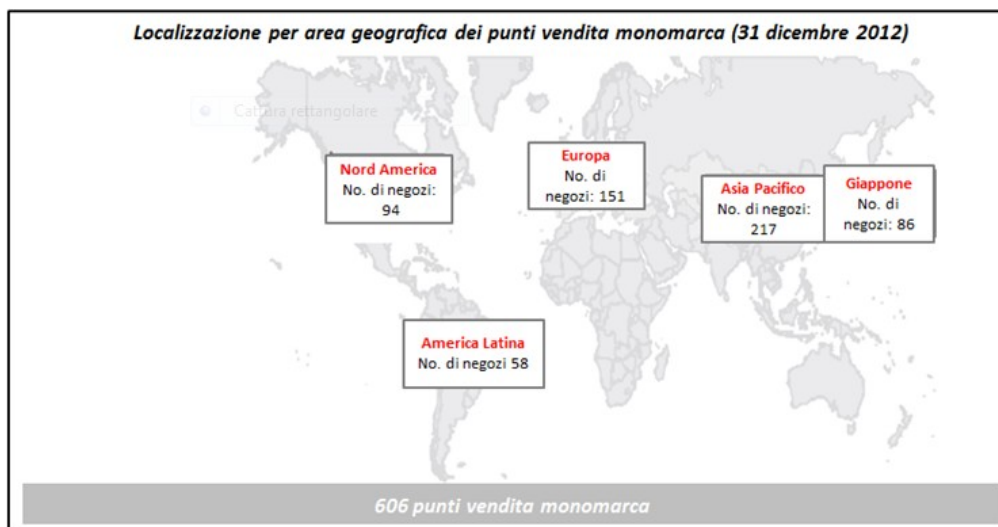 Localizzazione per area geografica dei punti vendita monomarca (31 dicembre 2012)
Cattura rettangolare
Nord America
No. di negozi:
94
Europa
No. di
negozi: 151
Asia Pacifico
No. di negozi:
217
Giappone
No. di
negozi: 86
America Latina
No. di negozi 58
606 punti vendita monomarca